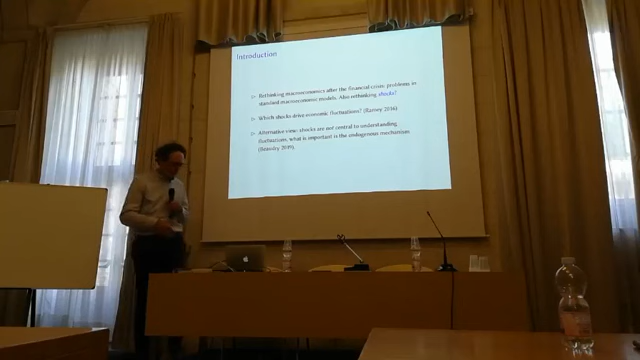 Introduction
▷ Rethinking macroeconomics after the financial crisis: problems in
standard macroeconomic models. Also rethinking shocks?
▷ Which shocks drive economic fluctuations? (Ramey 2016)
▷ Alternative view: shocks are not central to understanding
fluctuations, what is important is the endogenous mechanism
(Beaudry 2019).